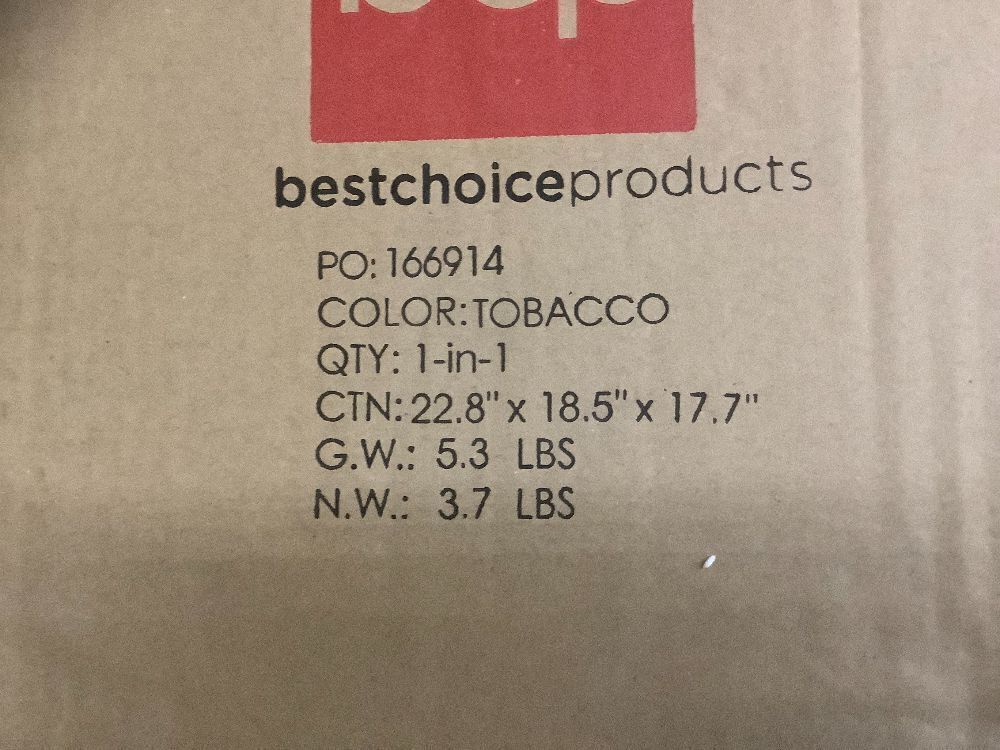 bcp
bestchoiceproducts
PO: 166914
COLOR:TOBACCO
QTY: 1-in-1
CTN:22.8" x 18.5" x 17.7"
G.W.: 5.3 LBS
N.W.: 3.7 LBS